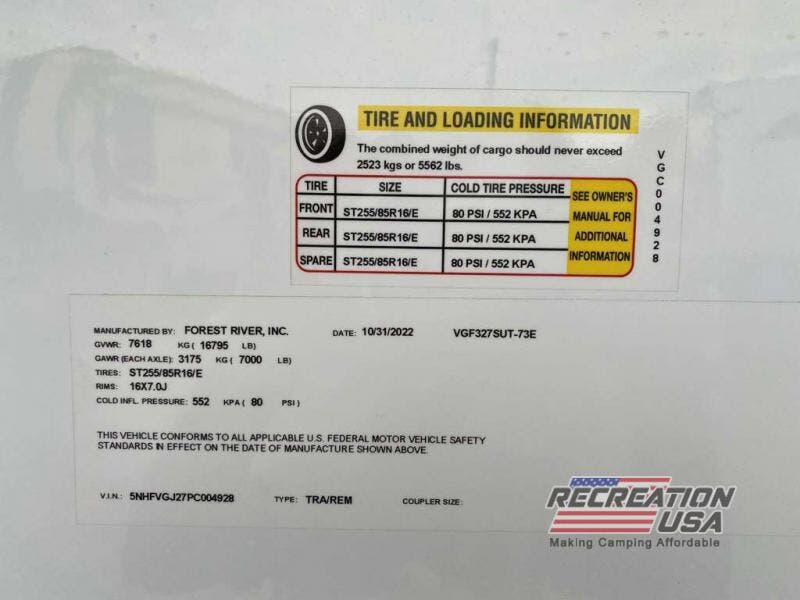 TIRE AND LOADING INFORMATION
The combined weight of cargo should never exceed
2523 kgs or 5562 lbs.
TIRE SIZE COLD TIRE PRESSURE
FRONT ST255/85R16/E 80 PSI / 552 KPA
REAR ST255/85R16/E 80 PSI / 552 KPA
SPARE ST255/85R16/E 80 PSI / 552 KPA
SEE OWNER'S
MANUAL FOR
ADDITIONAL
INFORMATION
VGC004928
MANUFACTURED BY: FOREST RIVER, INC. DATE: 10/31/2022 VGF327SUT-73E
GVWR: 7618 KG ( 16795 LB)
GAWR (EACH AXLE): 3175 KG ( 7000 LB)
TIRES: ST255/85R16/E
RIMS: 16X7.0J
COLD INFL. PRESSURE: 552 KPA ( 80 PSI )
THIS VEHICLE CONFORMS TO ALL APPLICABLE U.S. FEDERAL MOTOR VEHICLE SAFETY
STANDARDS IN EFFECT ON THE DATE OF MANUFACTURE SHOWN ABOVE.
V.I.N.: 5NHFVGJ27PC004928 TYPE: TRA/REM COUPLER SIZE:
RECREATION
USA
Making Camping Affordable